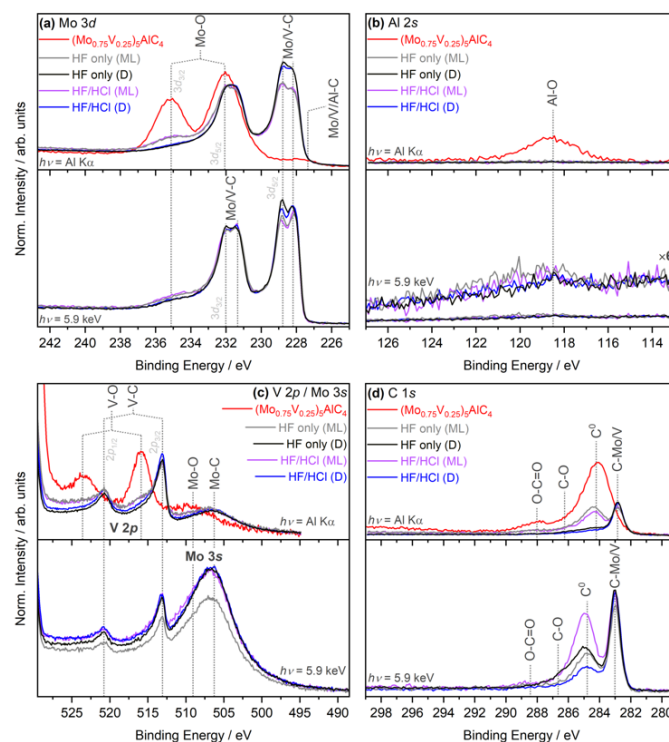 (a) Mo 3d
Mo-O
Mo/V-C
Mo/V/Al-C
(Mo0.75V0.25)5AlC4
HF only (ML)
HF only (D)
HF/HCl (ML)
HF/HCl (D)
3d3/2
3d5/2
hν = Al Kα
Mo/V-C
3d3/2
3d5/2
hν = 5.9 keV
Norm. Intensity / arb. units
242 240 238 236 234 232 230 228 226
Binding Energy / eV
(b) Al 2s
(Mo0.75V0.25)5AlC4
HF only (ML)
HF only (D)
HF/HCl (ML)
HF/HCl (D)
Al-O
hν = Al Kα
hν = 5.9 keV
126 124 122 120 118 116 114
Binding Energy / eV
(c) V 2p / Mo 3s
V-O
V-C
(Mo0.75V0.25)5AlC4
HF only (ML)
HF only (D)
HF/HCl (ML)
HF/HCl (D)
2p1/2
2p3/2
Mo-O
Mo-C
V 2p
hν = Al Kα
Mo 3s
hν = 5.9 keV
Norm. Intensity / arb. units
525 520 515 510 505 500 495 490
Binding Energy / eV
(d) C 1s
(Mo0.75V0.25)5AlC4
HF only (ML)
HF only (D)
HF/HCl (ML)
HF/HCl (D)
O-C=O
C-O
C0
C-Mo/V
hν = Al Kα
O-C=O
C-O
C0
C-Mo/V
hν = 5.9 keV
298 296 294 292 290 288 286 284 282
Binding Energy / eV